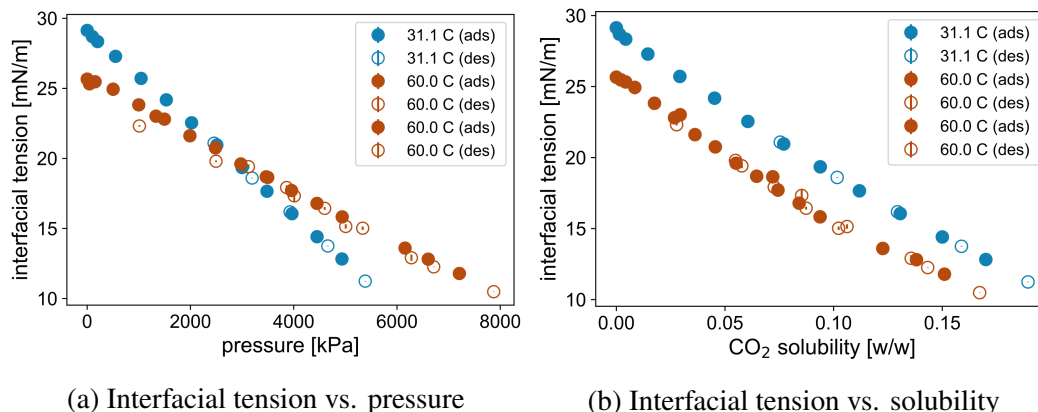 interfacial tension [mN/m]
30
25
20
15
10
0
2000
4000
6000
8000
pressure [kPa]
31.1 C (ads)
31.1 C (des)
60.0 C (ads)
60.0 C (des)
60.0 C (ads)
60.0 C (des)
(a) Interfacial tension vs. pressure
interfacial tension [mN/m]
30
25
20
15
10
0.00
0.05
0.10
0.15
CO₂ solubility [w/w]
31.1 C (ads)
31.1 C (des)
60.0 C (ads)
60.0 C (des)
60.0 C (ads)
60.0 C (des)
(b) Interfacial tension vs. solubility